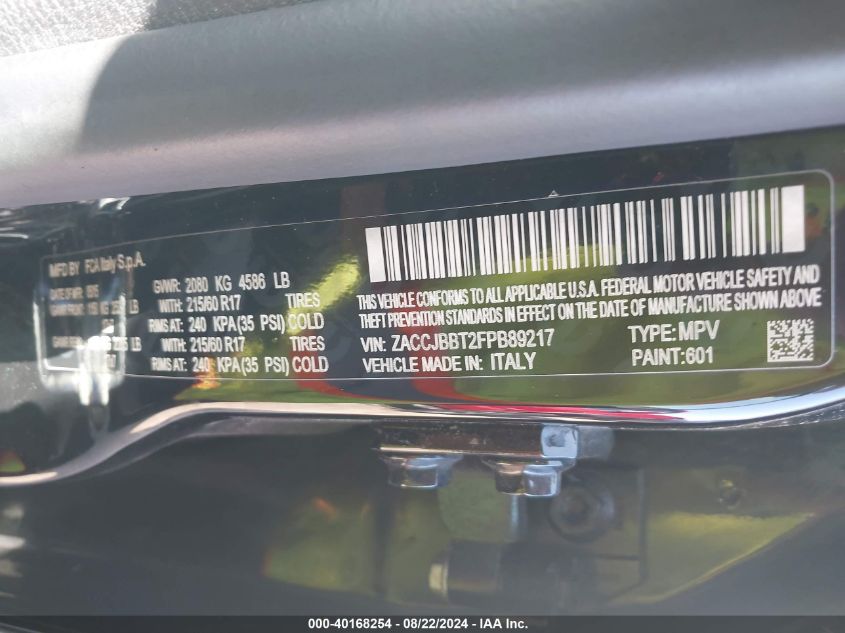 MFD BY FCA Italy S.p.A.
GVWR: 2080 KG 4586 LB
WITH: 215/60 R17 TIRES
RIMS AT: 240 KPA (35 PSI) COLD
LB
WITH: 215/60 R17 TIRES
RIMS AT: 240 KPA (35 PSI) COLD
THIS VEHICLE CONFORMS TO ALL APPLICABLE U.S.A. FEDERAL MOTOR VEHICLE SAFETY AND
THEFT PREVENTION STANDARDS IN EFFECT ON THE DATE OF MANUFACTURE SHOWN ABOVE
VIN: ZACCJBBT2FPB89217 TYPE: MPV
VEHICLE MADE IN: ITALY PAINT: 601
000-40168254 - 08/22/2024 - IAA Inc.